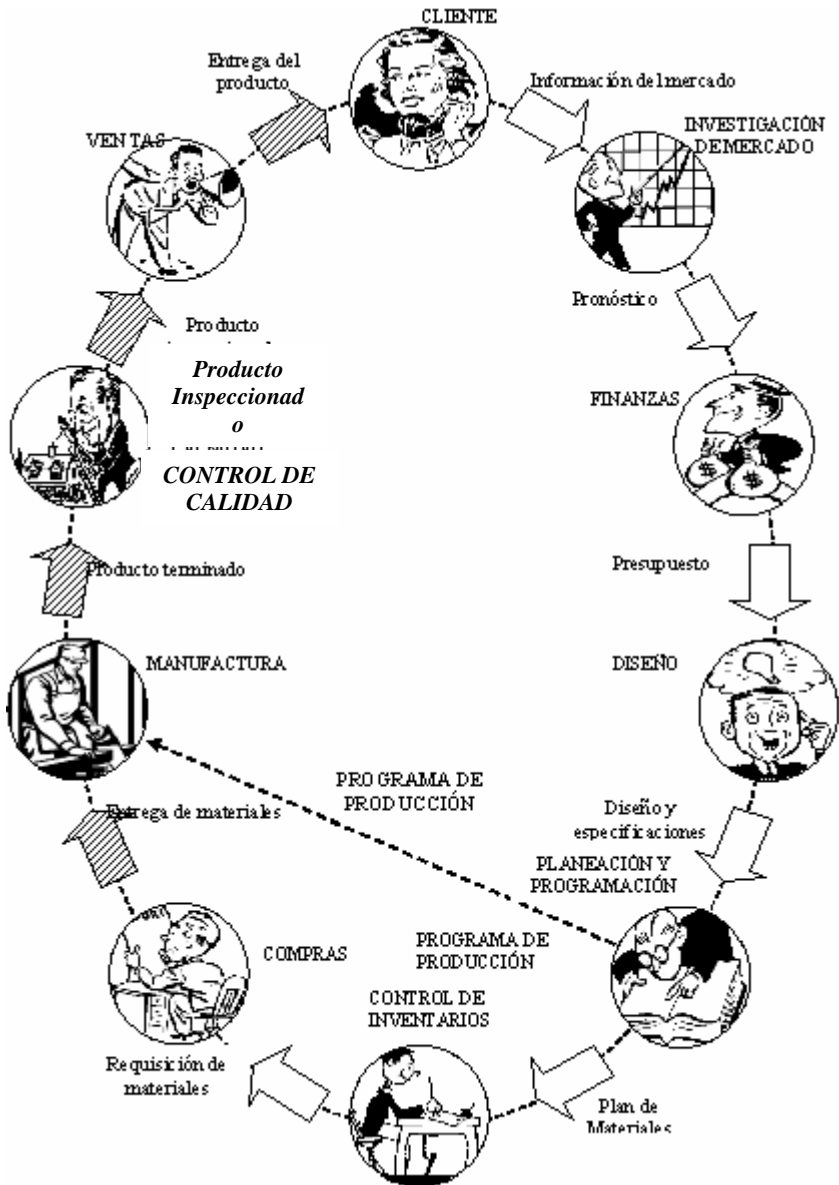 CLIENTE
Entrega del
producto
Información del mercado
VENTAS
INVESTIGACIÓN
DE MERCADO
Pronóstico
Producto
Producto
Inspeccionad
o
CONTROL DE
CALIDAD
FINANZAS
$ $
Presupuesto
Producto terminado
MANUFACTURA
DISEÑO
PROGRAMA DE
PRODUCCIÓN
Entrega de materiales
Diseño y
especificaciones
PLANEACIÓN Y
PROGRAMACIÓN
COMPRAS
PROGRAMA DE
PRODUCCIÓN
CONTROL DE
INVENTARIOS
Requisición de
materiales
Plan de
Materiales